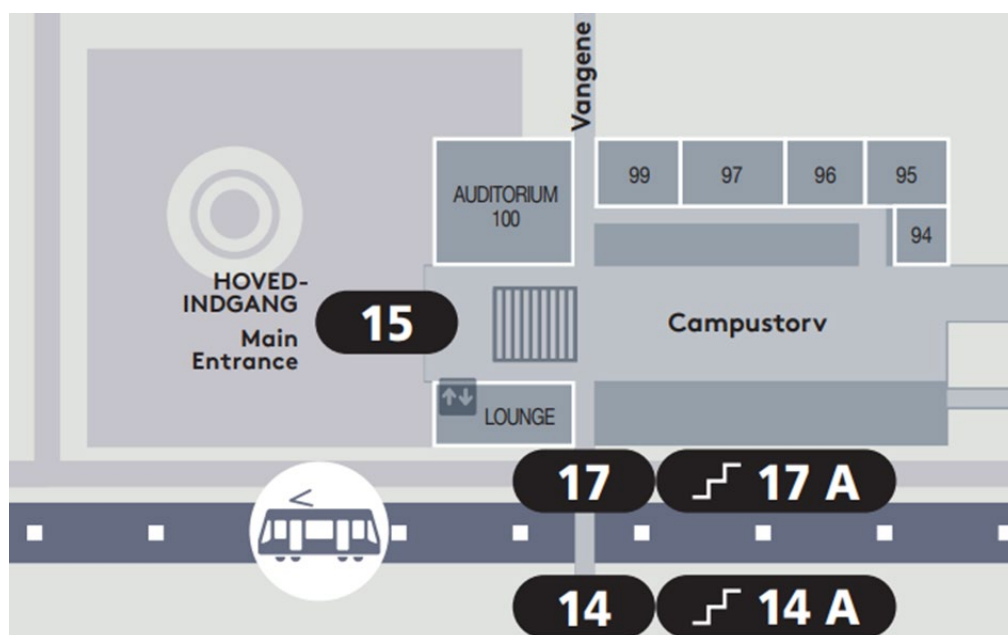 Vangene
AUDITORIUM
100
99
97
96
95
94
HOVED-
INDGANG
Main
Entrance
15
Campustorv
LOUNGE
17
17 A
14
14 A